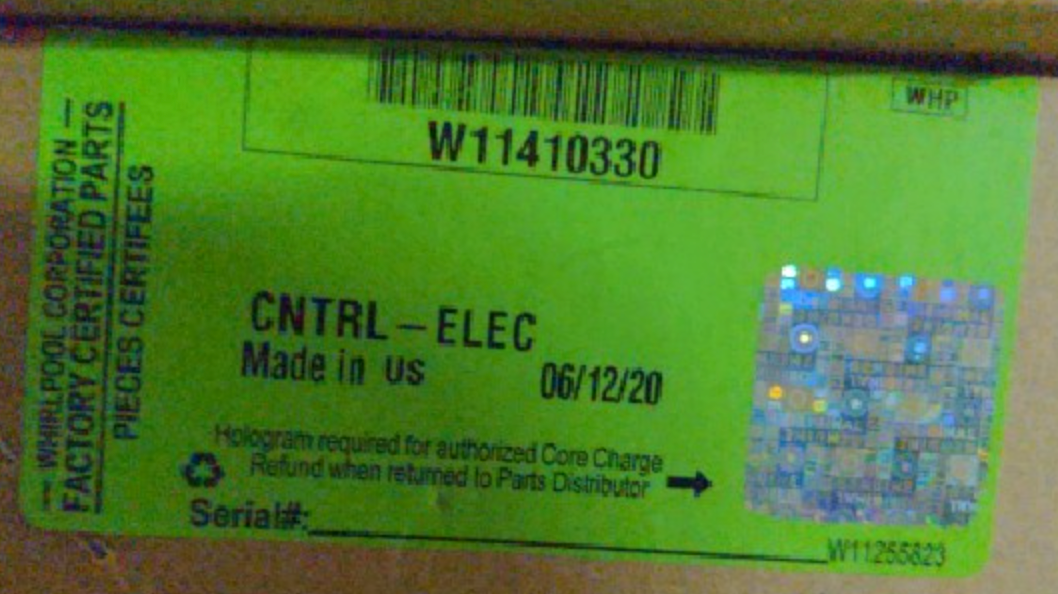 WHP
W11410330
WHIRLPOOL CORPORATION
FACTORY CERTIFIED PARTS
PIECES CERTIFEES
CNTRL-ELEC
Made in us 06/12/20
Hologram required for authorized Core Charge
Refund when returned to Parts Distributor
Serial#:
W11255823